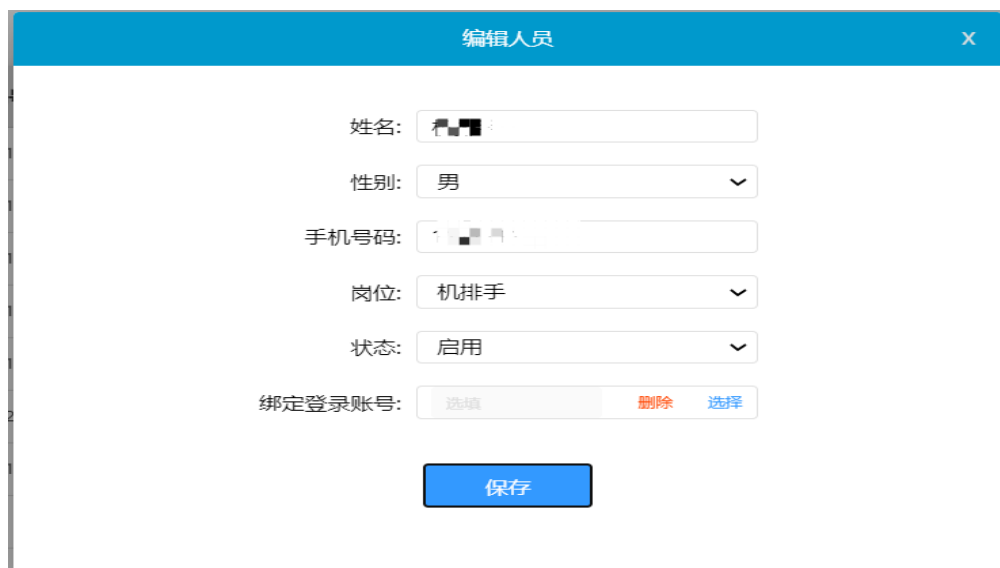 编辑人员 X
姓名:
性别: 男
手机号码:
岗位: 机排手
状态: 启用
绑定登录账号: 选填 删除 选择
保存